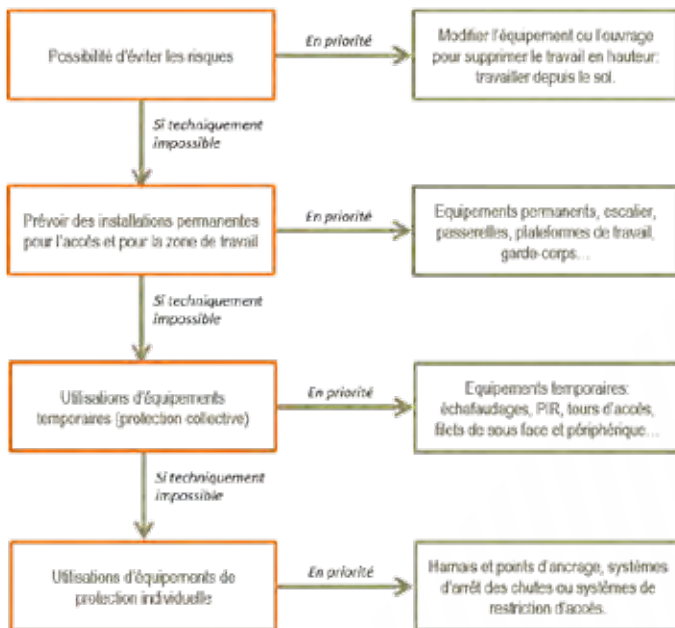 Possibilité d'éviter les risques
En priorité
Modifier l'équipement ou l'ouvrage
pour supprimer le travail en hauteur:
travailler depuis le sol.
Si techniquement
impossible
Prévoir des installations permanentes
pour l'accès et pour la zone de travail
En priorité
Equipements permanents, escalier,
passerelles, plateformes de travail,
garde-corps...
Si techniquement
impossible
Utilisations d'équipements
temporaires (protection collective)
En priorité
Equipements temporaires:
échafaudages, PIR, tours d'accès,
filets de sous face et périphérique...
Si techniquement
impossible
Utilisations d'équipements de
protection individuelle
En priorité
Harnais et points d'ancrage, systèmes
d'arrêt des chutes ou systèmes de
restriction d'accès.